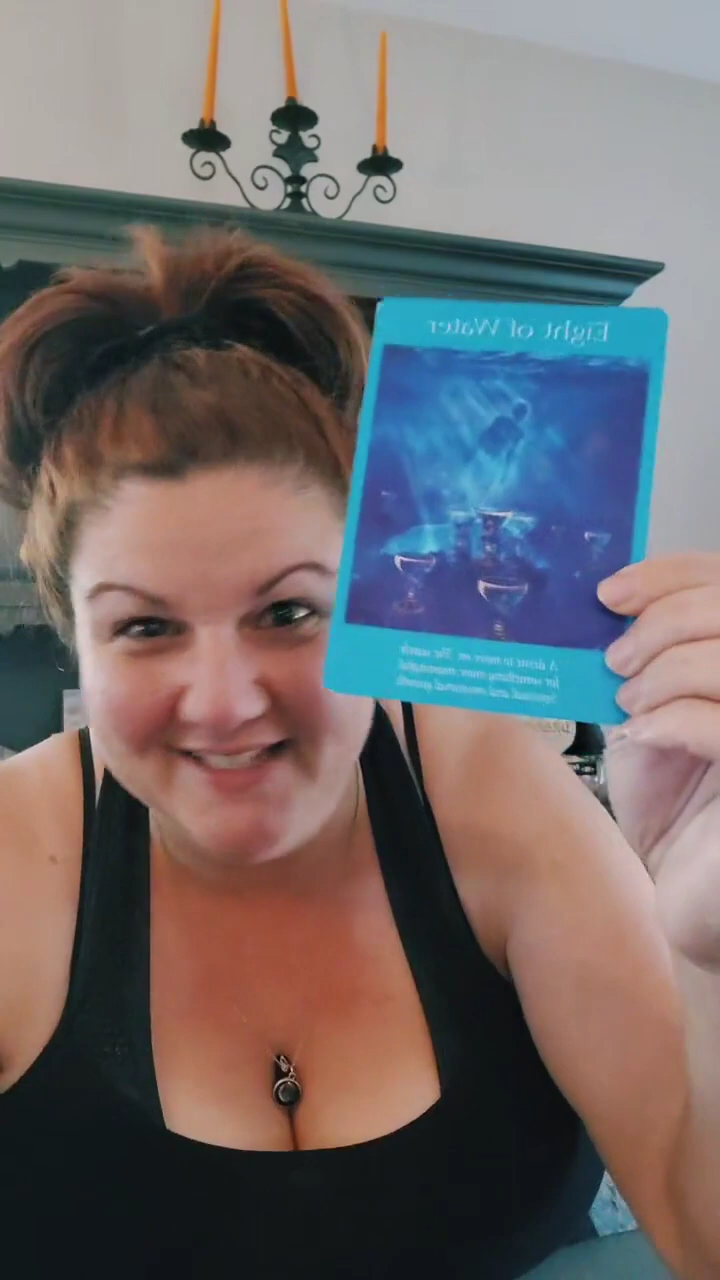 Eight of Water
A desire to move on. The search
for something more meaningful.
Spiritual and emotional growth.